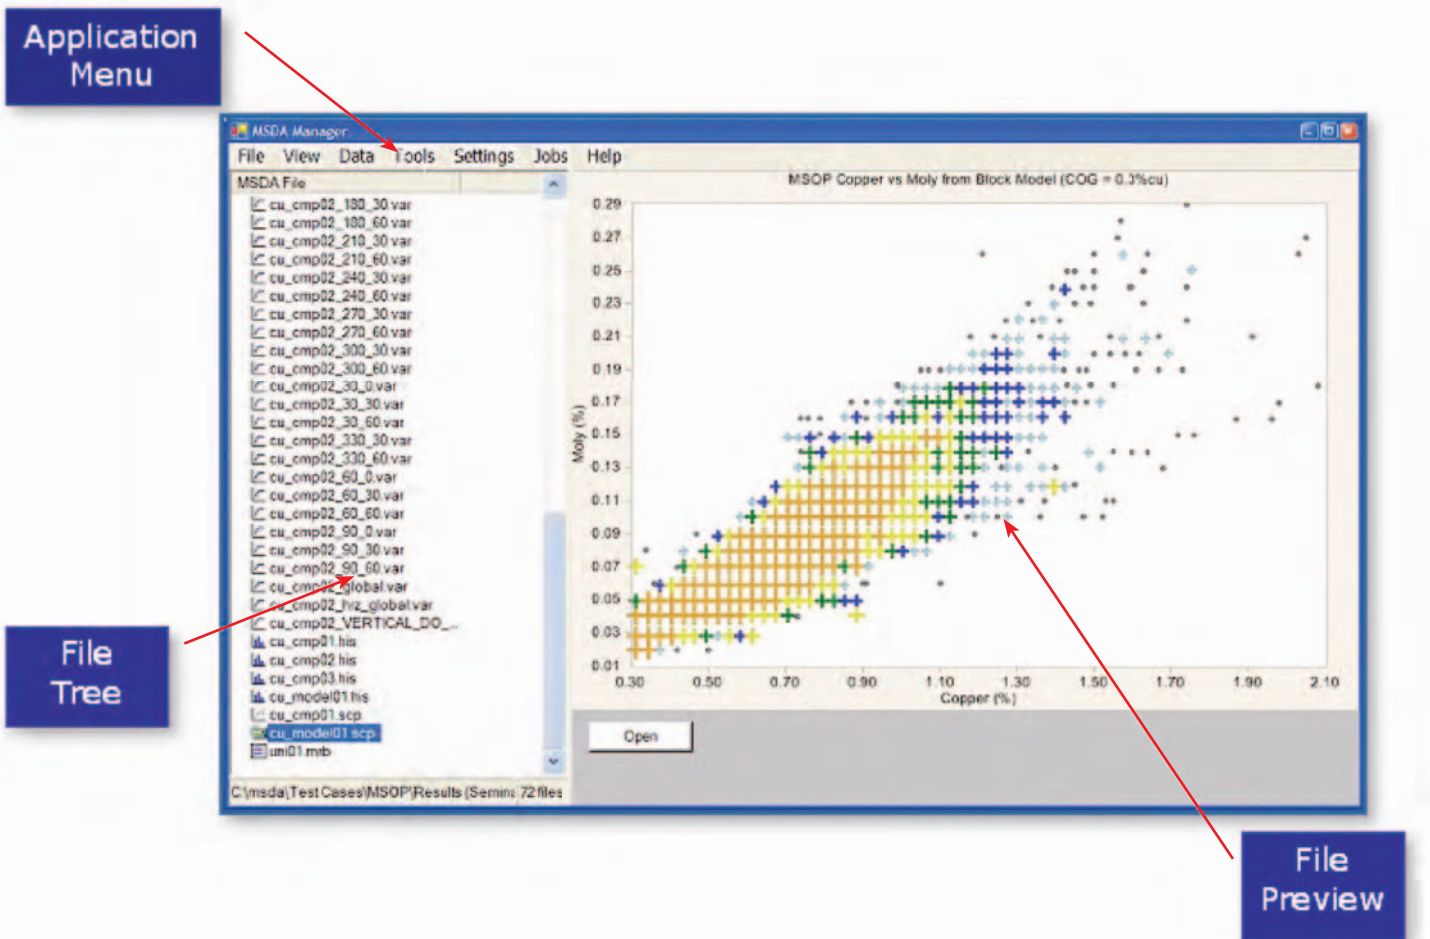 Application
Menu
MSDA Manager
File View Data Tools Settings Jobs Help
MSDA File
cu_cmp02_180_30.var
cu_cmp02_180_60.var
cu_cmp02_210_30.var
cu_cmp02_210_60.var
cu_cmp02_240_30.var
cu_cmp02_240_60.var
cu_cmp02_270_30.var
cu_cmp02_270_60.var
cu_cmp02_300_30.var
cu_cmp02_300_60.var
cu_cmp02_30_0.var
cu_cmp02_30_30.var
cu_cmp02_30_60.var
cu_cmp02_330_30.var
cu_cmp02_330_60.var
cu_cmp02_60_0.var
cu_cmp02_60_30.var
cu_cmp02_60_60.var
cu_cmp02_90_0.var
cu_cmp02_90_30.var
cu_cmp02_90_60.var
cu_cmp02_global.var
cu_cmp02_hrz_global.var
cu_cmp02_VERTICAL_DO_...
cu_cmp01.his
cu_cmp02.his
cu_cmp03.his
cu_model01.his
cu_cmp01.scp
cu_model01.scp
uni01.mrb
C:\msda\Test Cases\MSOP\Results (Semina 72 files
MSOP Copper vs Moly from Block Model (COG = 0.3%cu)
0.29
0.27
0.25
0.23
0.21
0.19
0.17
0.15
0.13
0.11
0.09
0.07
0.05
0.03
0.01
Moly (%)
0.30 0.50 0.70 0.90 1.10 1.30 1.50 1.70 1.90 2.10
Copper (%)
Open
File
Tree
File
Preview